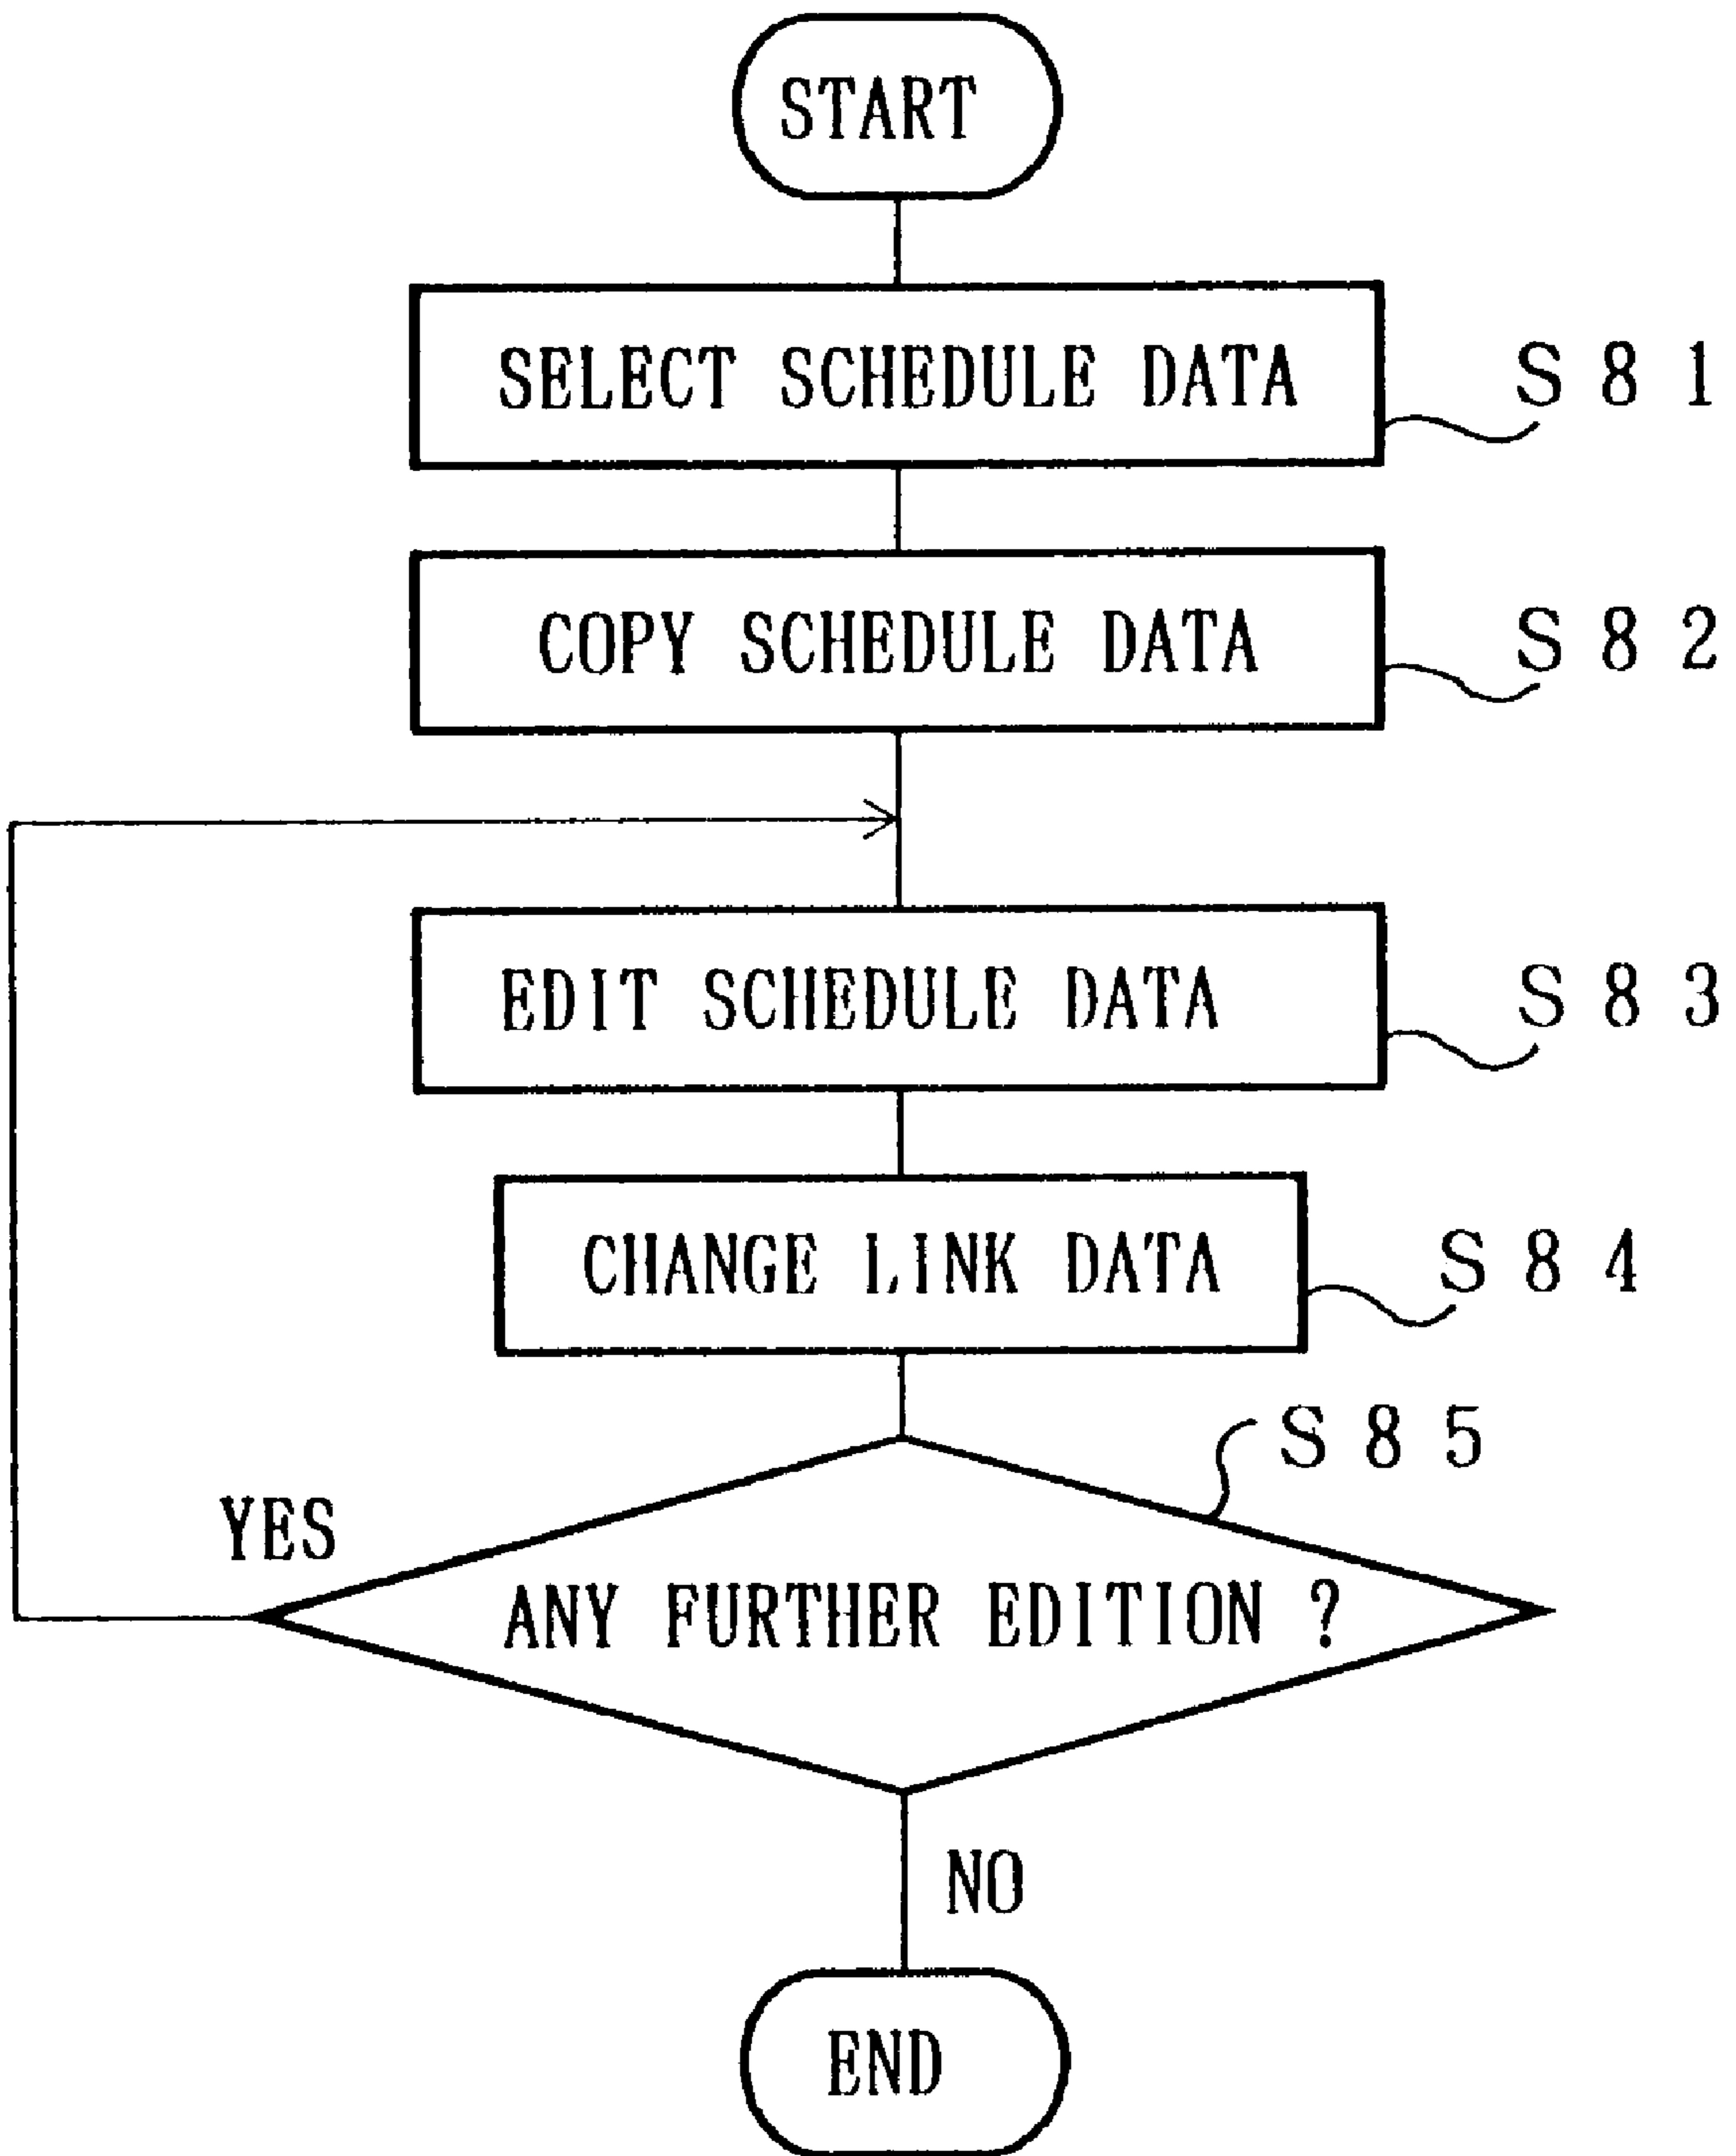 START
SELECT SCHEDULE DATA
S 8 1
COPY SCHEDULE DATA
S 8 2
EDIT SCHEDULE DATA
S 8 3
CHANGE LINK DATA
S 8 4
S 8 5
YES
ANY FURTHER EDITION ?
NO
END